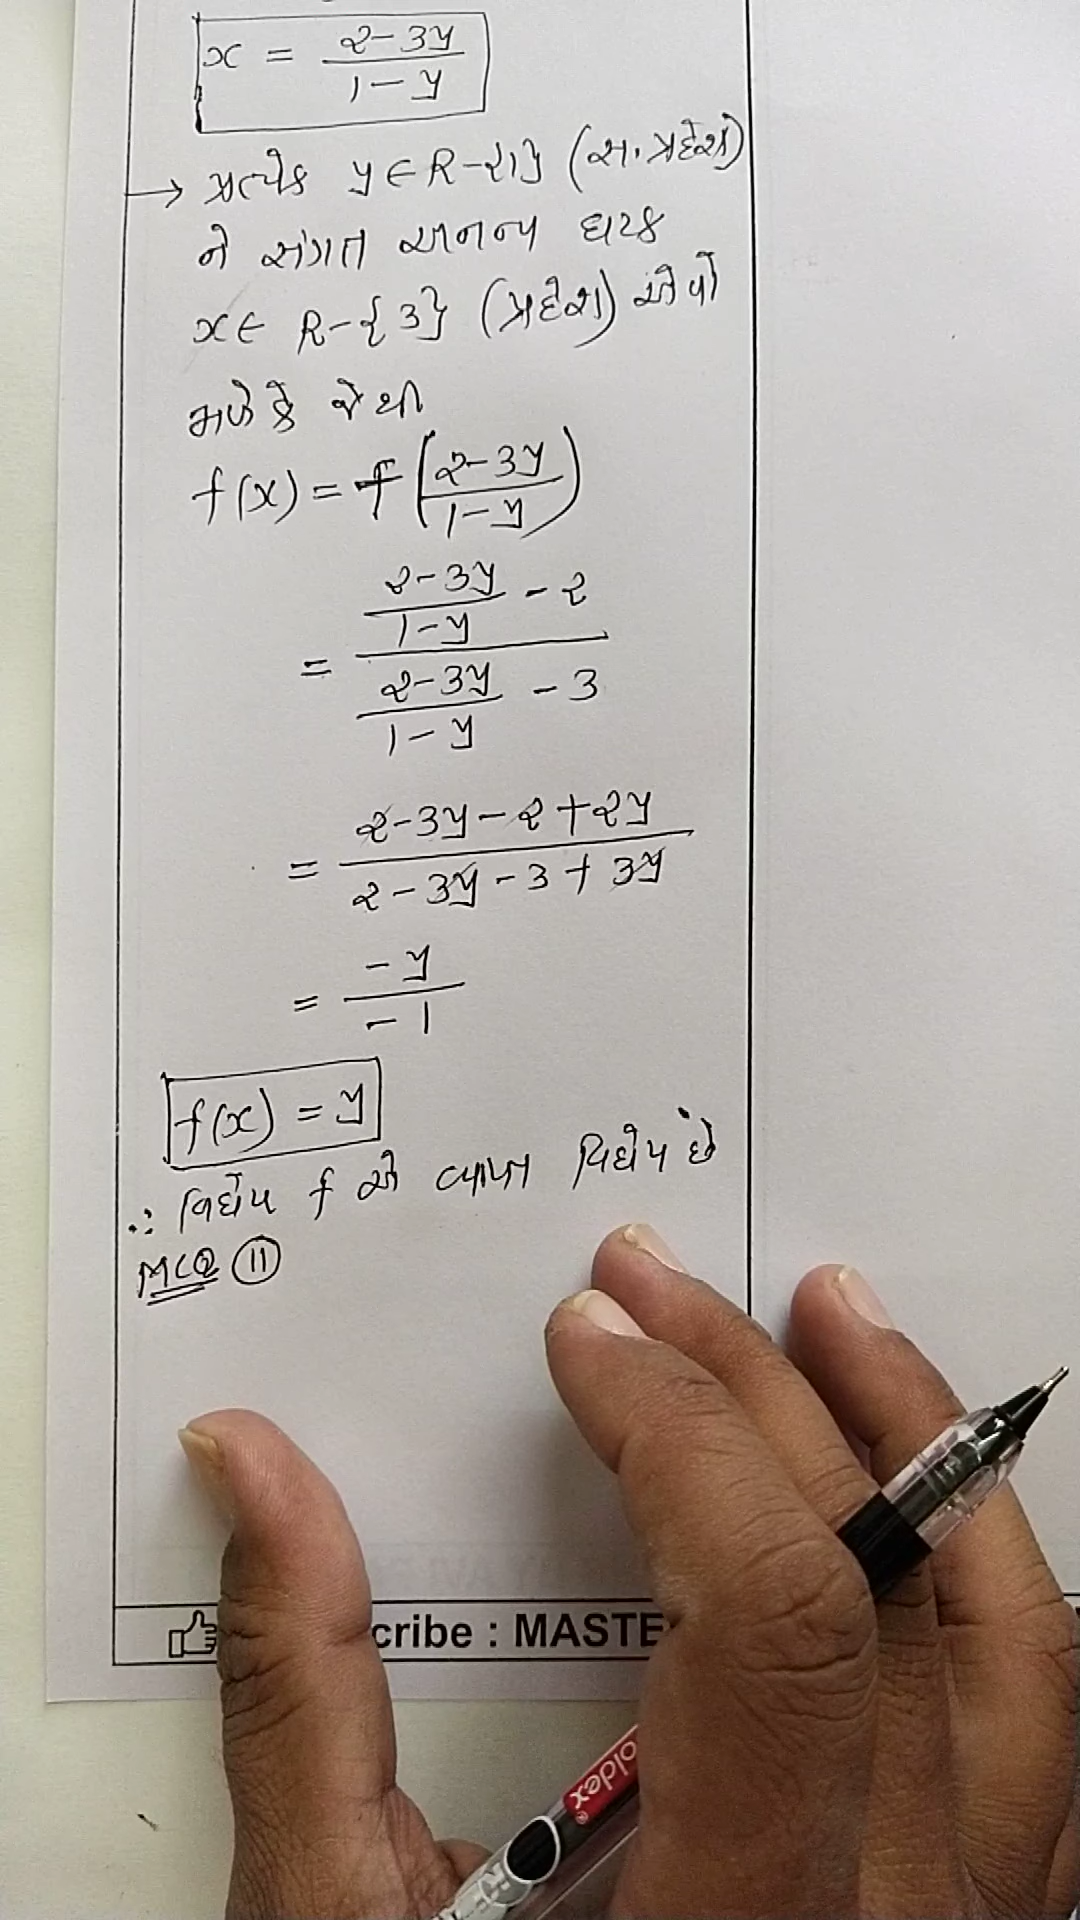 x = (2-3y)/(1-y)
→ પ્રત્યેક y ∈ R-{1} (સ.પ્રદેશ)
ને સંગત અનન્ય ઘટક
x ∈ R-{3} (પ્રદેશ) એવો
મળે કે જેથી
f(x) = f((2-3y)/(1-y))
= ((2-3y)/(1-y) - 2)/((2-3y)/(1-y) - 3)
= (2-3y-2+2y)/(2-3y-3+3y)
= -y/-1
f(x) = y
∴ વિધેય f એ વ્યાપ્ત વિધેય છે
MCQ 11
cribe : MASTE
oldex